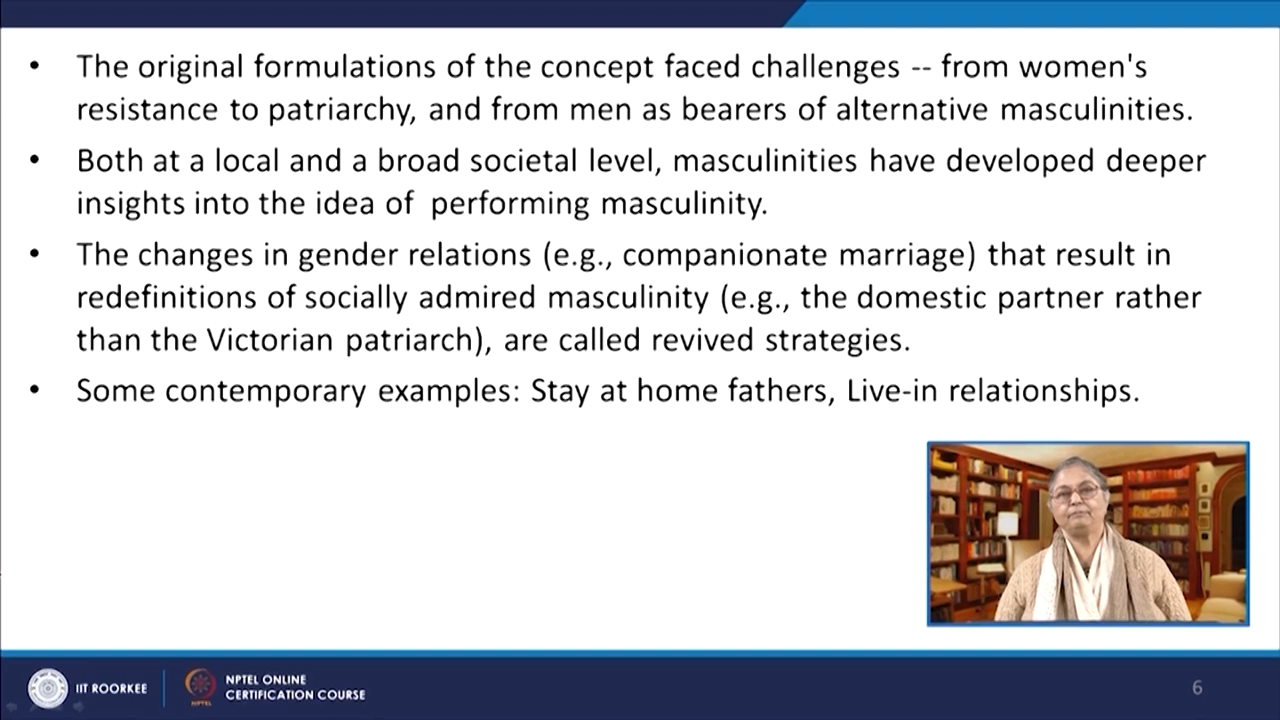 • The original formulations of the concept faced challenges -- from women's
resistance to patriarchy, and from men as bearers of alternative masculinities.
• Both at a local and a broad societal level, masculinities have developed deeper
insights into the idea of  performing masculinity.
• The changes in gender relations (e.g., companionate marriage) that result in
redefinitions of socially admired masculinity (e.g., the domestic partner rather
than the Victorian patriarch), are called revived strategies.
• Some contemporary examples: Stay at home fathers, Live-in relationships.
IIT ROORKEE
NPTEL
NPTEL ONLINE
CERTIFICATION COURSE
6